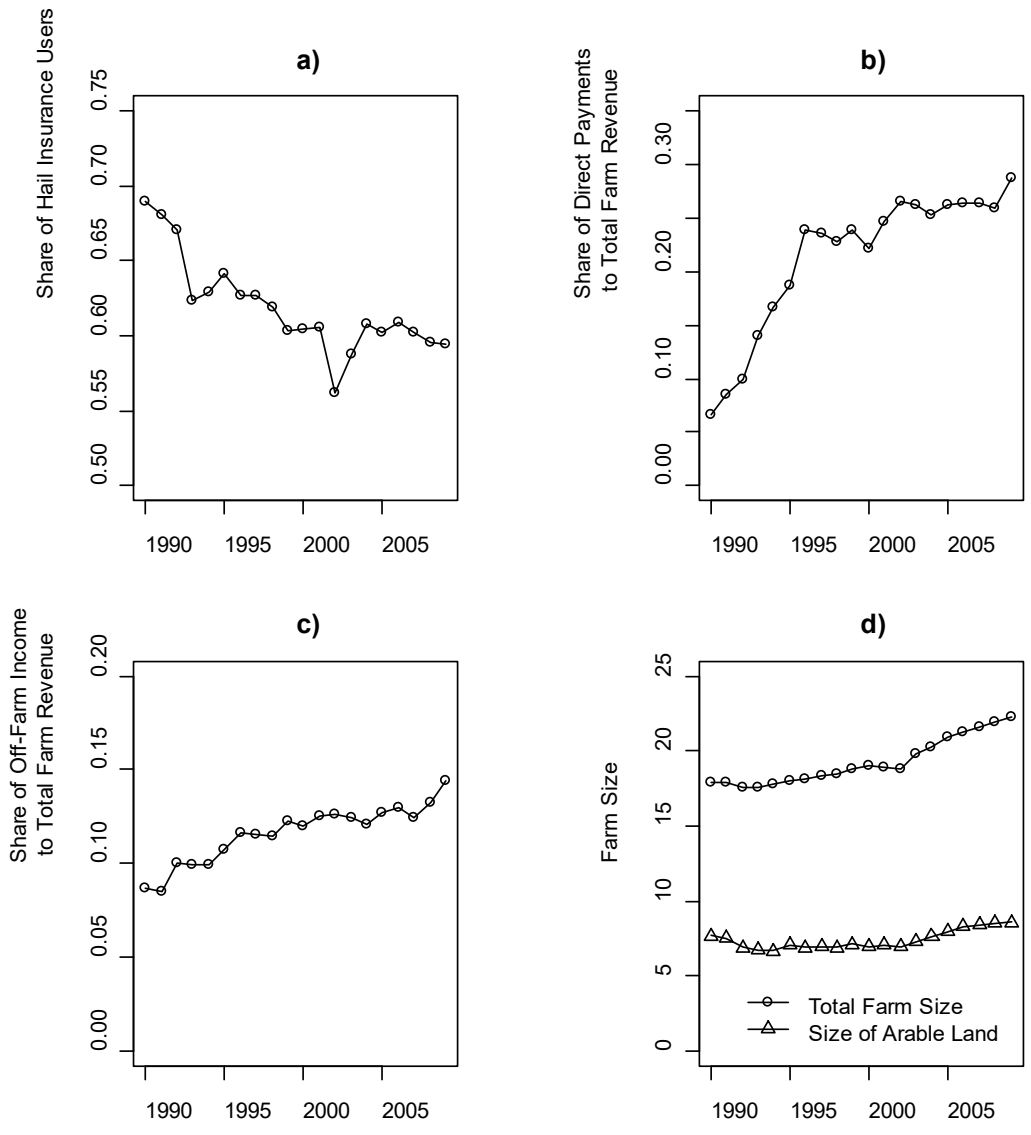 a)
Share of Hail Insurance Users
0.75
0.70
0.65
0.60
0.55
0.50
1990 1995 2000 2005
b)
Share of Direct Payments
to Total Farm Revenue
0.30
0.20
0.10
0.00
1990 1995 2000 2005
c)
Share of Off-Farm Income
to Total Farm Revenue
0.20
0.15
0.10
0.05
0.00
1990 1995 2000 2005
d)
Farm Size
25
20
15
10
5
0
Total Farm Size
Size of Arable Land
1990 1995 2000 2005